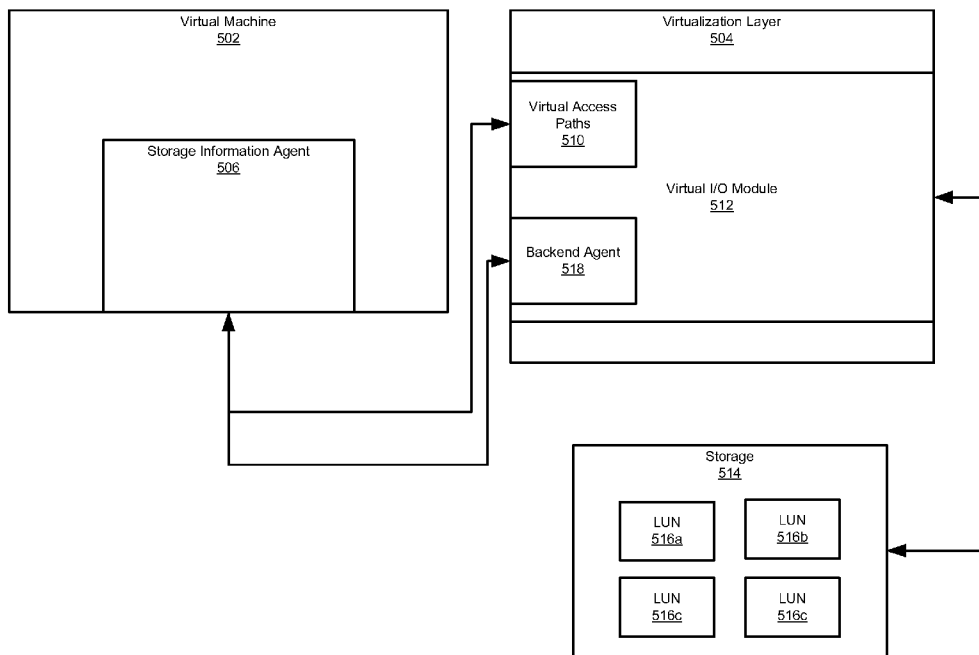 Virtual Machine
502
Storage Information Agent
506
Virtualization Layer
504
Virtual Access
Paths
510
Virtual I/O Module
512
Backend Agent
518
Storage
514
LUN
516a
LUN
516b
LUN
516c
LUN
516c